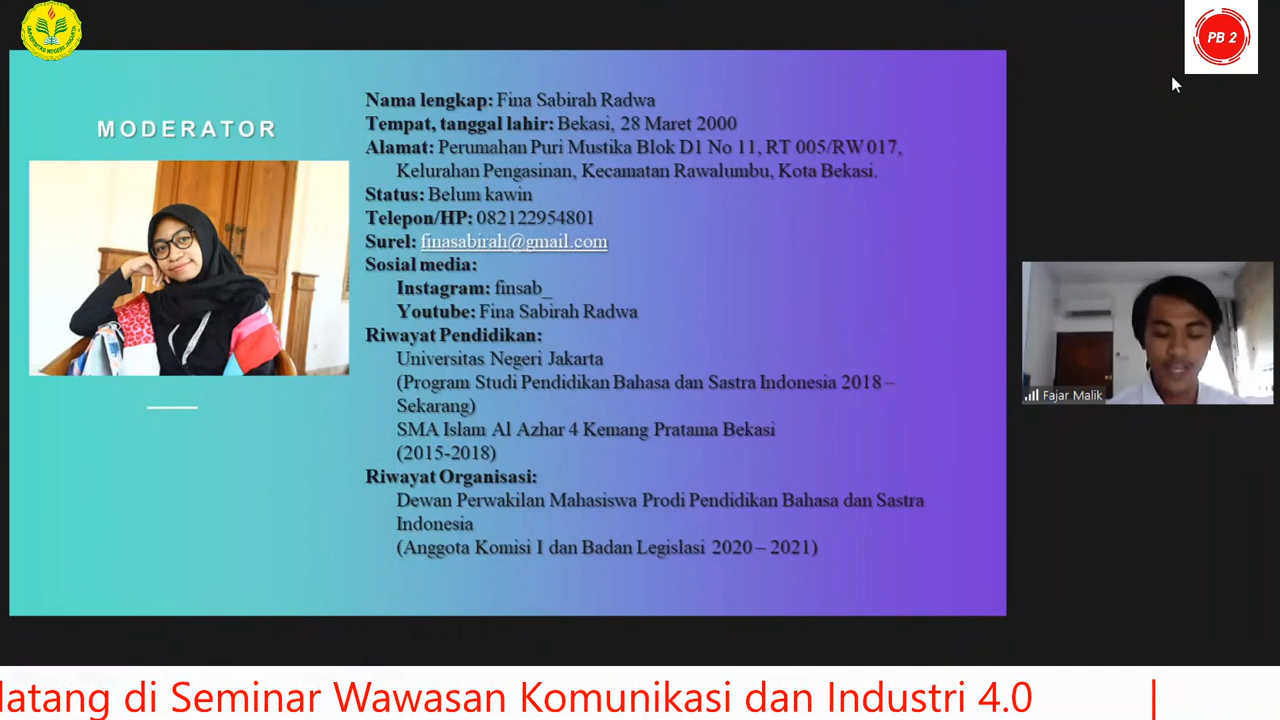 UNIVERSITAS NEGERI JAKARTA
PB 2
MODERATOR
Nama lengkap: Fina Sabirah Radwa
Tempat, tanggal lahir: Bekasi, 28 Maret 2000
Alamat: Perumahan Puri Mustika Blok D1 No 11, RT 005/RW 017,
Kelurahan Pengasinan, Kecamatan Rawalumbu, Kota Bekasi.
Status: Belum kawin
Telepon/HP: 082122954801
Surel: finasabirah@gmail.com
Sosial media:
Instagram: finsab_
Youtube: Fina Sabirah Radwa
Riwayat Pendidikan:
Universitas Negeri Jakarta
(Program Studi Pendidikan Bahasa dan Sastra Indonesia 2018 –
Sekarang)
SMA Islam Al Azhar 4 Kemang Pratama Bekasi
(2015-2018)
Riwayat Organisasi:
Dewan Perwakilan Mahasiswa Prodi Pendidikan Bahasa dan Sastra
Indonesia
(Anggota Komisi I dan Badan Legislasi 2020 – 2021)
Fajar Malik
latang di Seminar Wawasan Komunikasi dan Industri 4.0 |